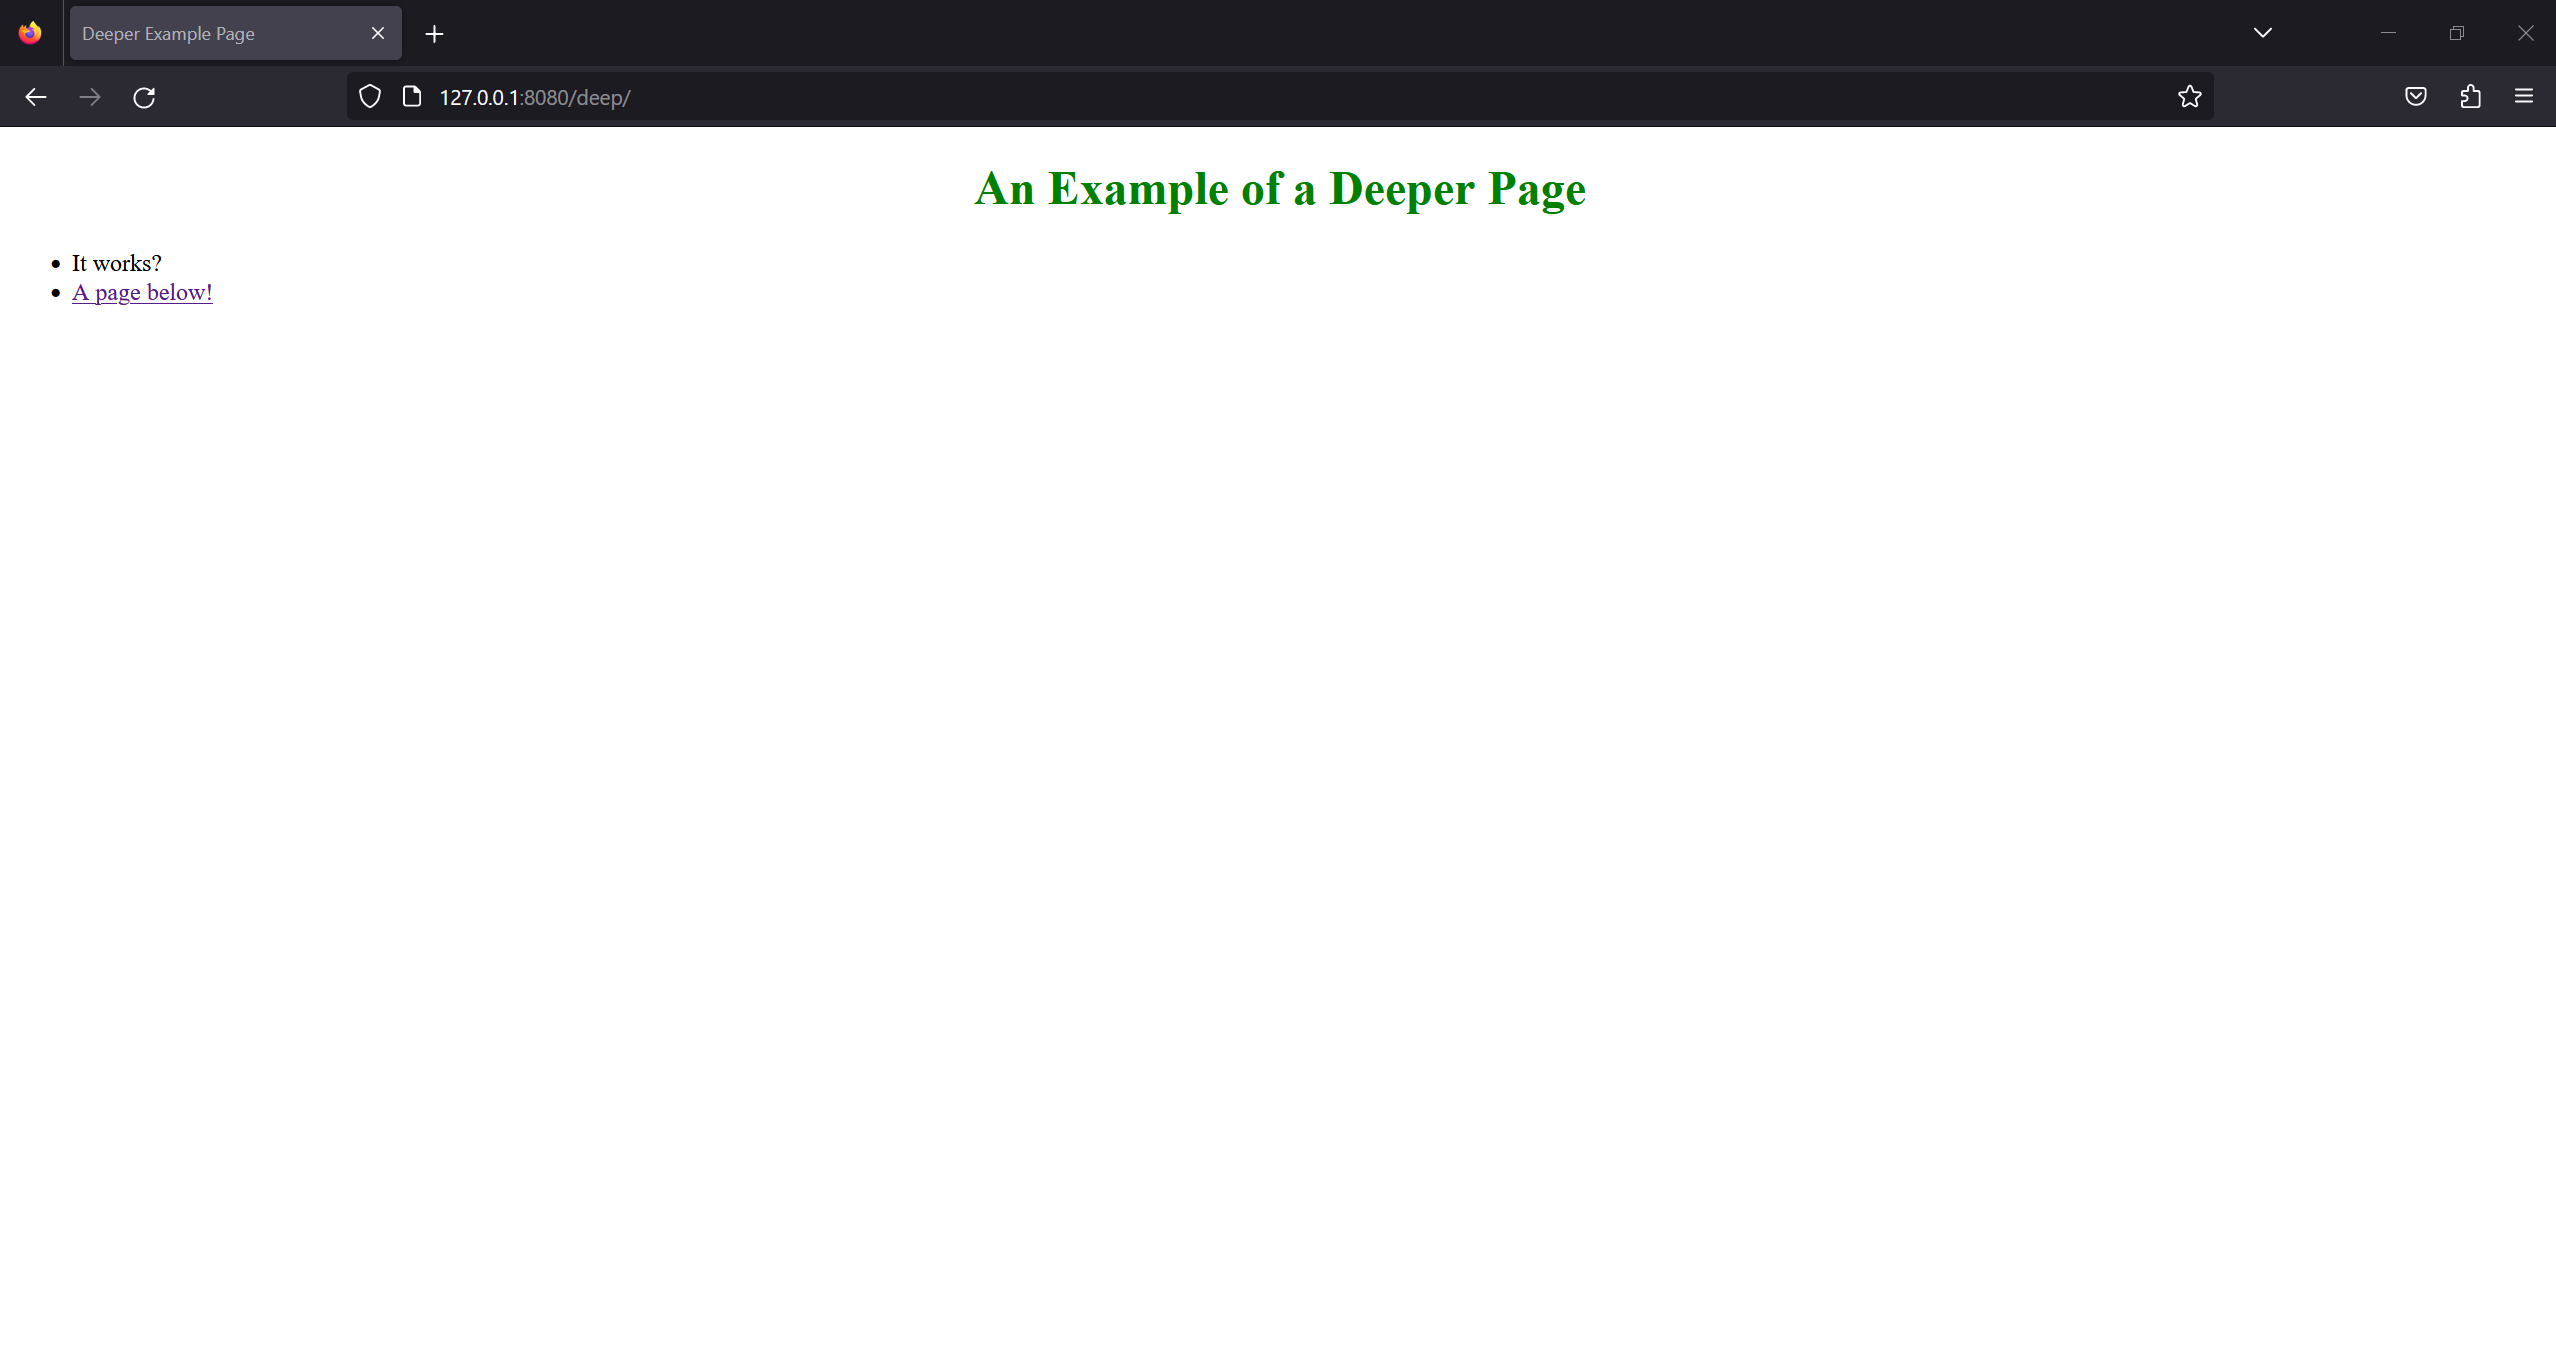 Deeper Example Page
127.0.0.1:8080/deep/
An Example of a Deeper Page
It works?
A page below!